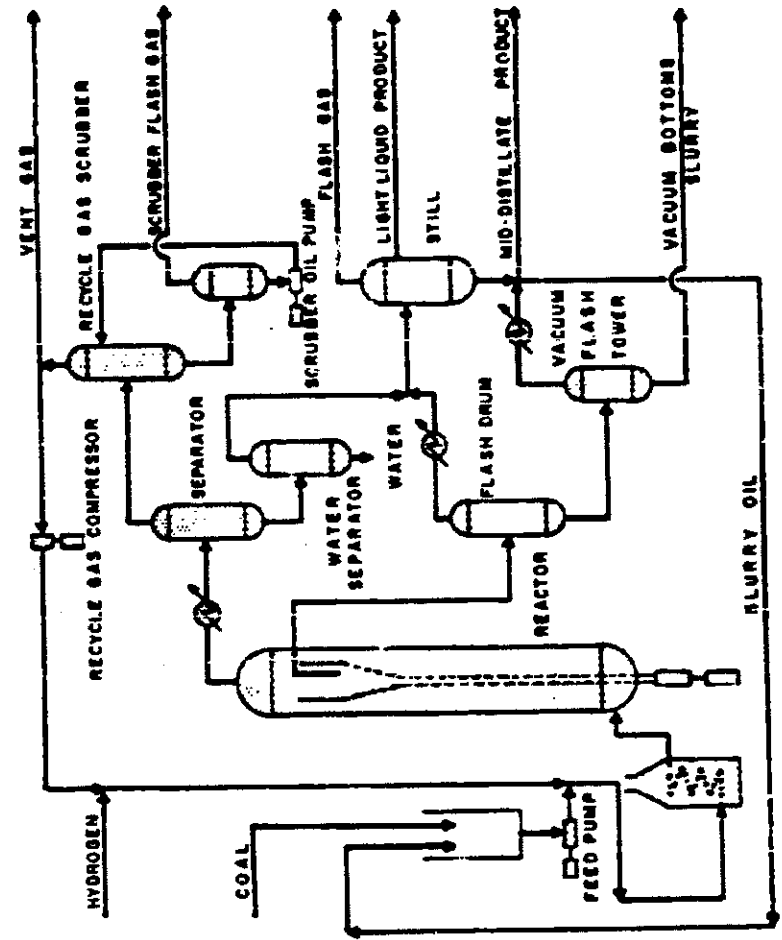 VENT GAS
RECYCLE GAS SCRUBBER
SCRUBBER FLASH GAS
SCRUBBER OIL PUMP
FLASH GAS
LIGHT LIQUID PRODUCT
STILL
MID-DISTILLATE PRODUCT
VACUUM BOTTOMS
SLURRY
RECYCLE GAS COMPRESSOR
SEPARATOR
WATER
SEPARATOR
WATER
FLASH DRUM
VACUUM
FLASH
TOWER
REACTOR
SLURRY OIL
HYDROGEN
COAL
FEED PUMP